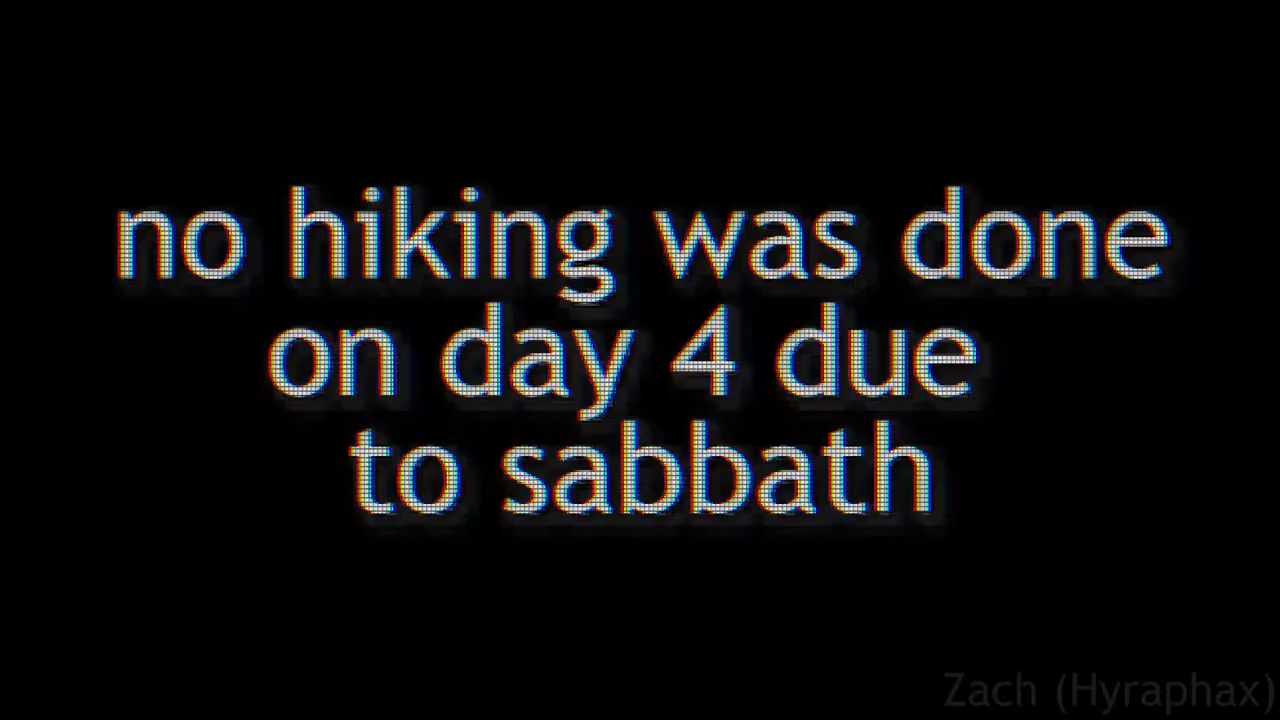 no hiking was done
on day 4 due
to sabbath
Zach (Hyraphax)